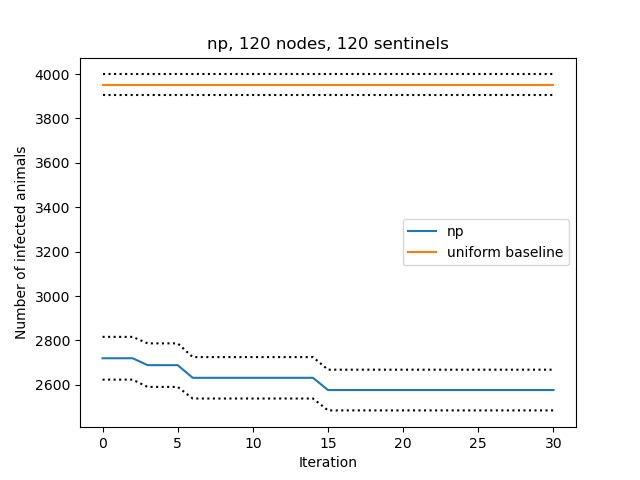 np, 120 nodes, 120 sentinels
Number of infected animals
4000
3800
3600
3400
3200
3000
2800
2600
np
uniform baseline
0 5 10 15 20 25 30
Iteration